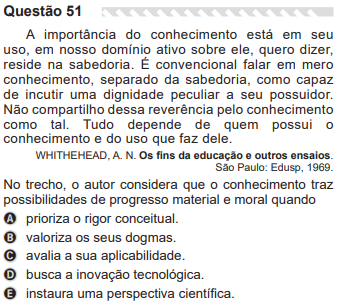 Questão 51
A importância do conhecimento está em seu
uso, em nosso domínio ativo sobre ele, quero dizer,
reside na sabedoria. É convencional falar em mero
conhecimento, separado da sabedoria, como capaz
de incutir uma dignidade peculiar a seu possuidor.
Não compartilho dessa reverência pelo conhecimento
como tal. Tudo depende de quem possui o
conhecimento e do uso que faz dele.
WHITHEHEAD, A. N. Os fins da educação e outros ensaios.
São Paulo: Edusp, 1969.
No trecho, o autor considera que o conhecimento traz
possibilidades de progresso material e moral quando
A prioriza o rigor conceitual.
B valoriza os seus dogmas.
C avalia a sua aplicabilidade.
D busca a inovação tecnológica.
E instaura uma perspectiva científica.